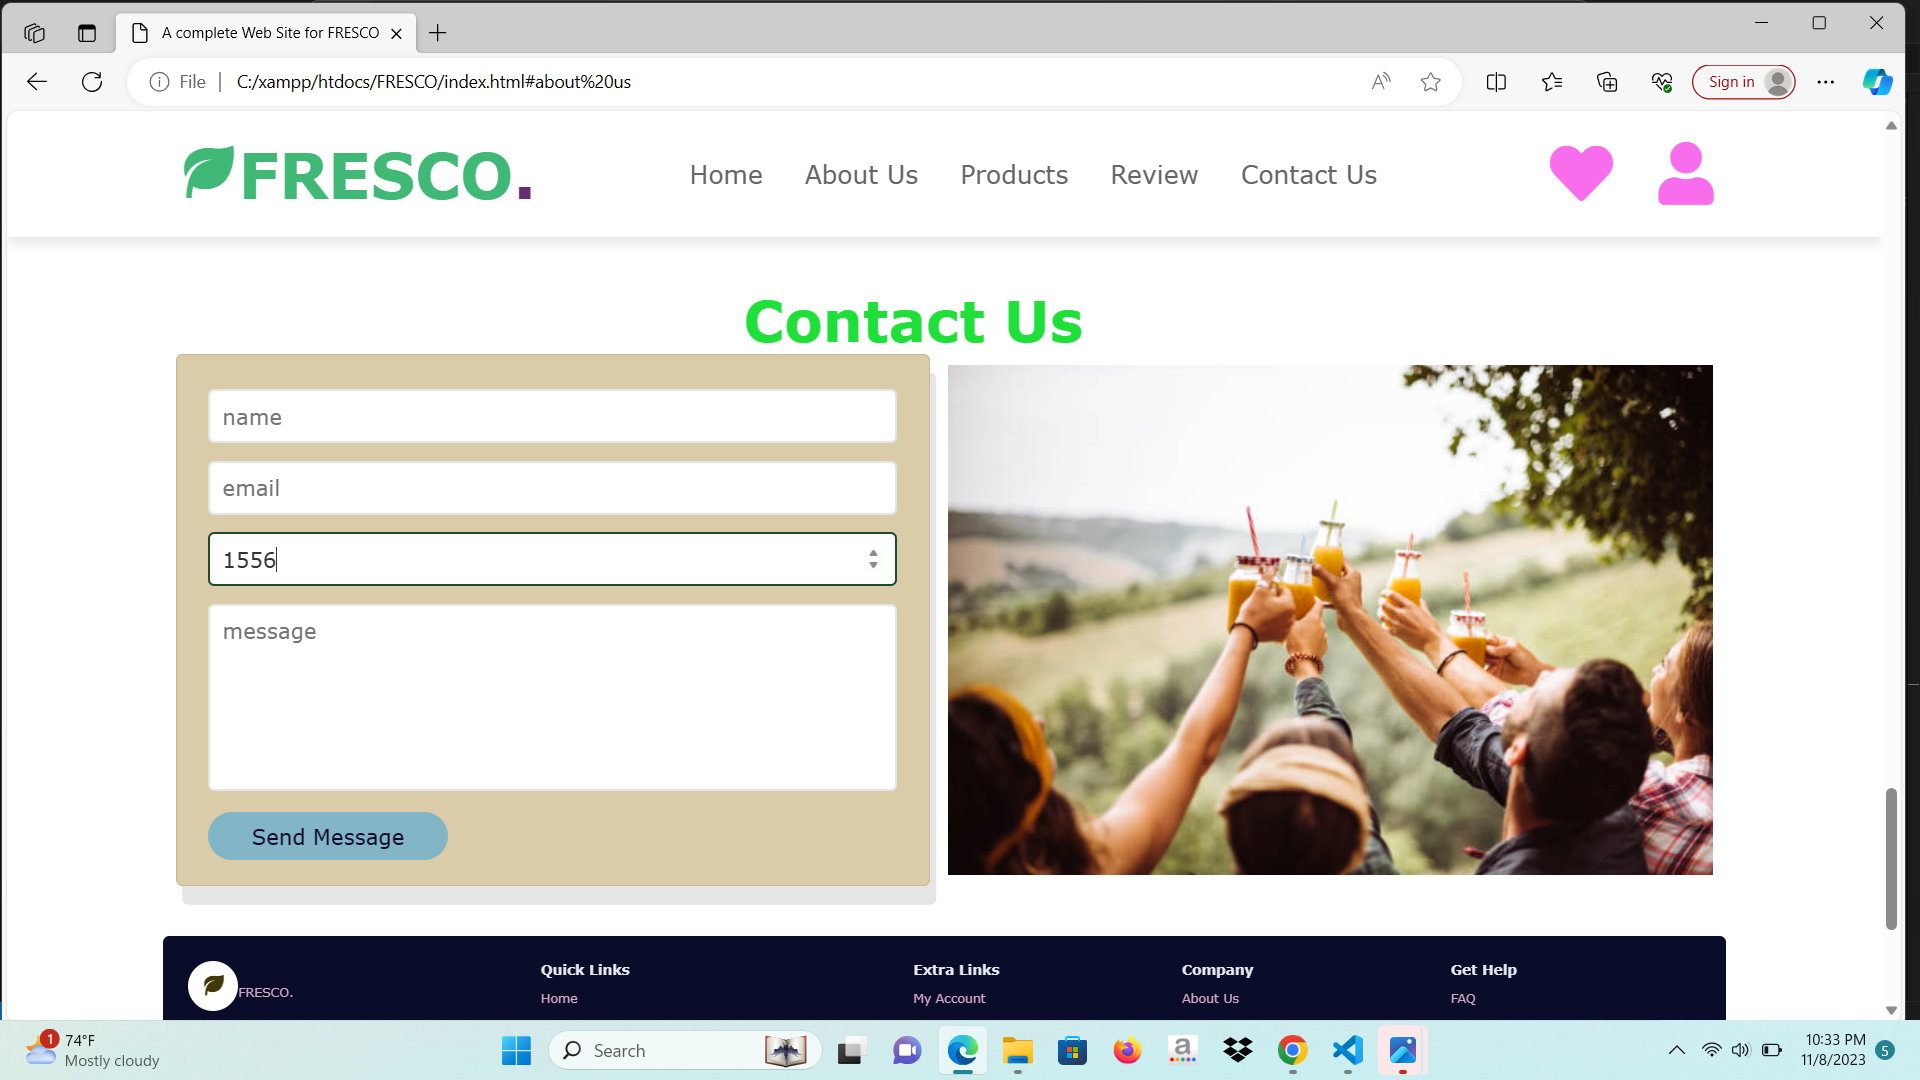 A complete Web Site for FRESCO
File
C:/xampp/htdocs/FRESCO/index.html#about%20us
Sign in
FRESCO.
Home
About Us
Products
Review
Contact Us
Contact Us
name
email
1556
message
Send Message
FRESCO.
Quick Links
Home
Extra Links
My Account
Company
About Us
Get Help
FAQ
1
74°F
Mostly cloudy
Search
a
10:33 PM
11/8/2023
5